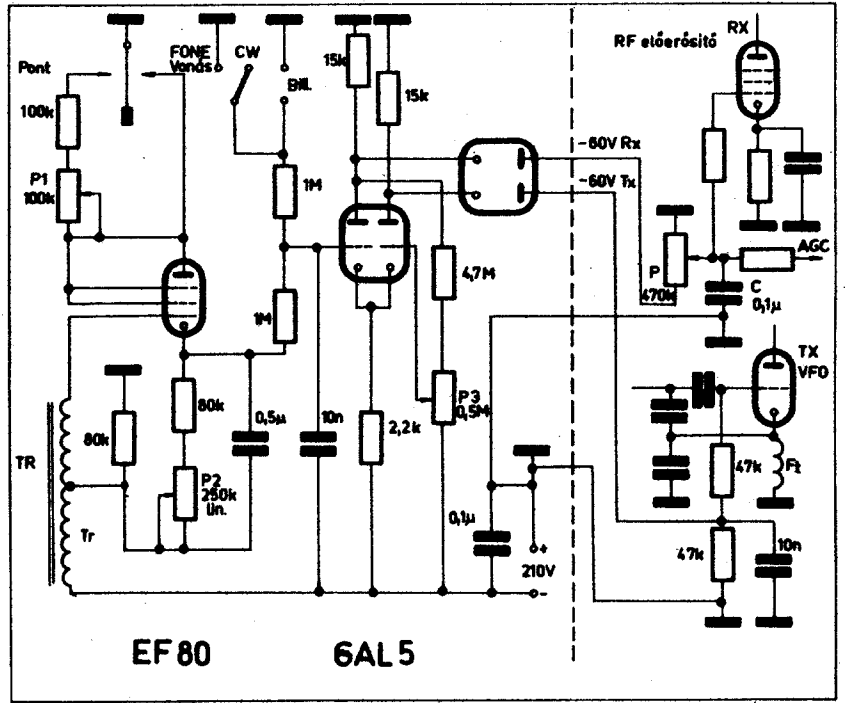 Pont
100k
P1
100k
FONE
Vonás
CW
Bill.
15k
15k
1M
1M
4,7M
P3
0,5M
2,2k
10n
0,5µ
80k
80k
P2
250k
lin.
TR
Tr
0,1µ
+
210V
-
EF80
6AL5
RF előerősitő
RX
-60V Rx
-60V Tx
P
470k
AGC
C
0,1µ
TX
VFO
47k
Ft
47k
10n